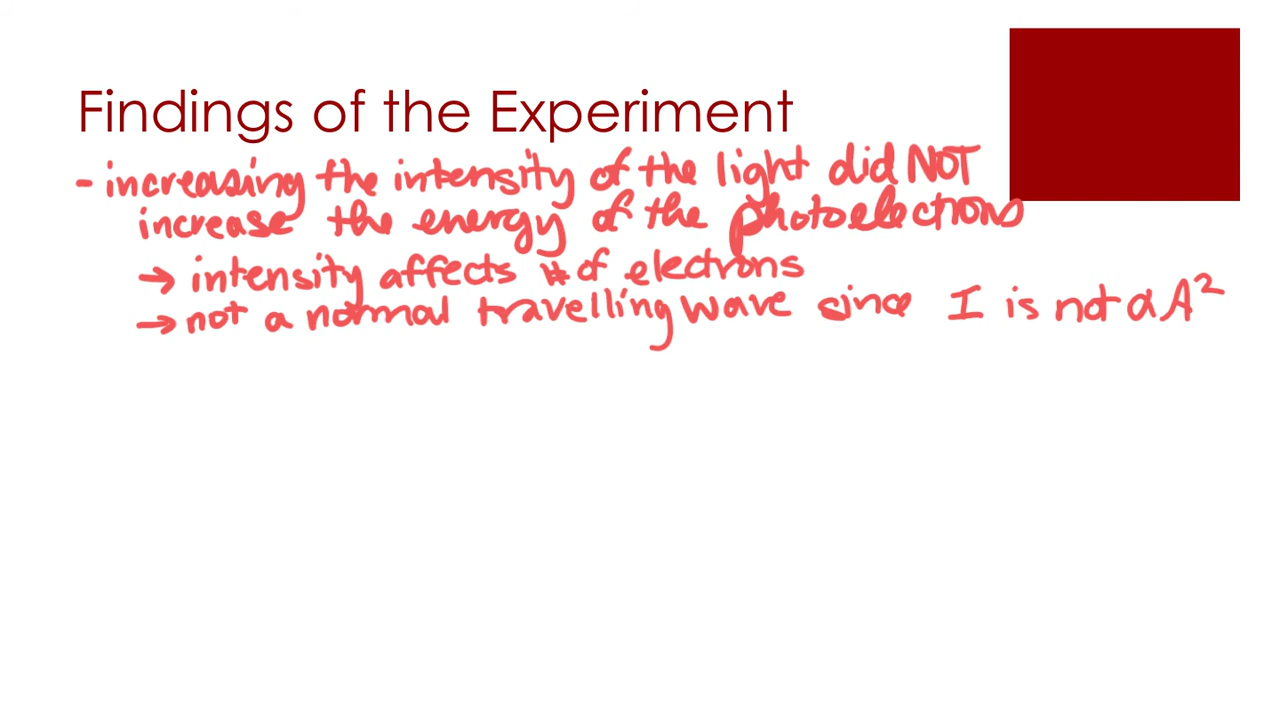 Findings of the Experiment
- increasing the intensity of the light did NOT
increase the energy of the photoelectrons
→ intensity affects # of electrons
→ not a normal travelling wave since I is not α A²